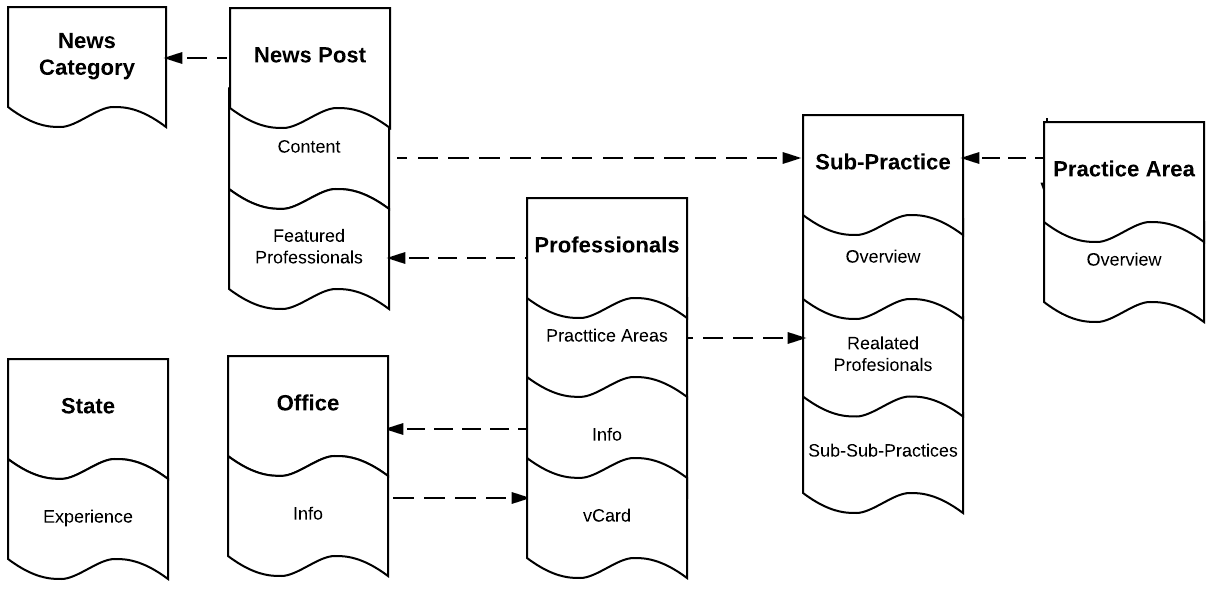 News
Category
News Post
Content
Featured
Professionals
Professionals
Practtice Areas
Info
vCard
Sub-Practice
Overview
Realated
Profesionals
Sub-Sub-Practices
Practice Area
Overview
State
Experience
Office
Info